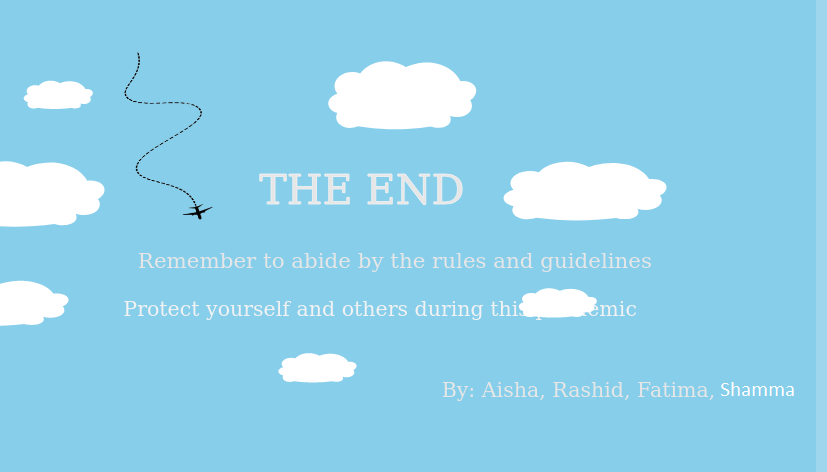 THE END
Remember to abide by the rules and guidelines
Protect yourself and others during this pandemic
By: Aisha, Rashid, Fatima, Shamma